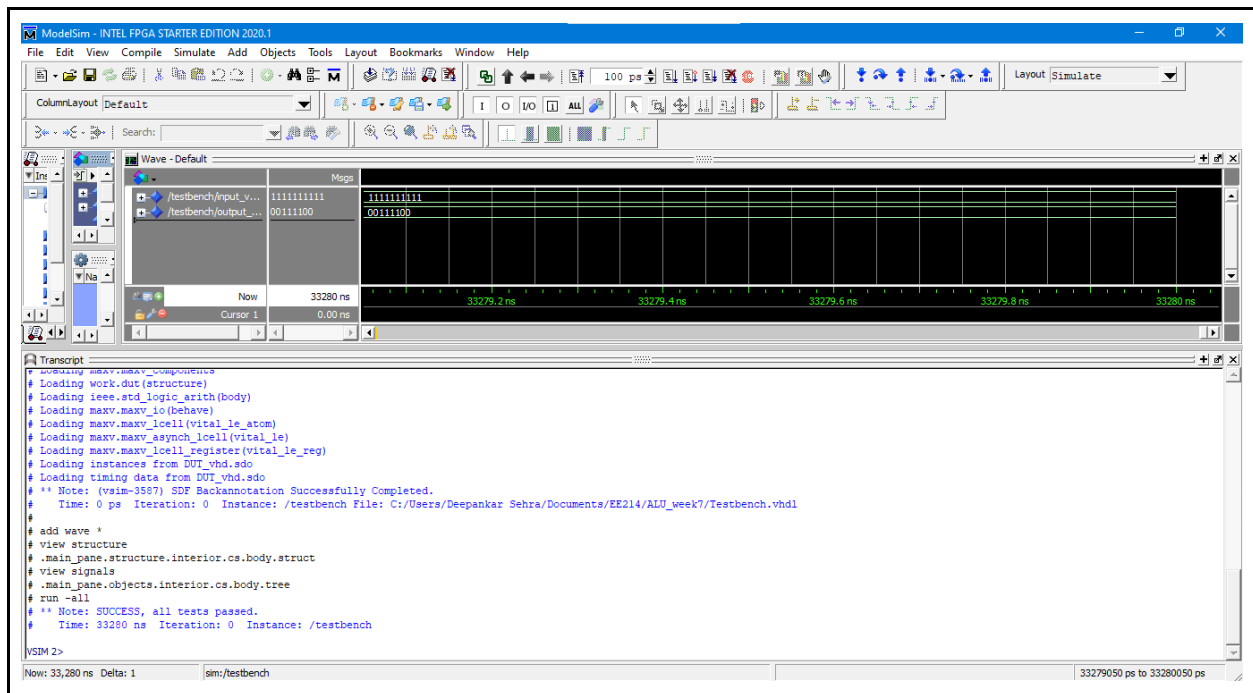 ModelSim - INTEL FPGA STARTER EDITION 2020.1
File Edit View Compile Simulate Add Objects Tools Layout Bookmarks Window Help
100 ps Layout Simulate
ColumnLayout Default I O I/O ALL
Search:
Ins Wave - Default
Msgs
/testbench/input_v... 1111111111 1111111111
/testbench/output_... 00111100 00111100
Na
Now 33280 ns 33279.2 ns 33279.4 ns 33279.6 ns 33279.8 ns 33280 ns
Cursor 1 0.00 ns
Transcript
# Loading maxv.maxv_components
# Loading work.dut(structure)
# Loading ieee.std_logic_arith(body)
# Loading maxv.maxv_io(behave)
# Loading maxv.maxv_lcell(vital_le_atom)
# Loading maxv.maxv_asynch_lcell(vital_le)
# Loading maxv.maxv_lcell_register(vital_le_reg)
# Loading instances from DUT_vhd.sdo
# Loading timing data from DUT_vhd.sdo
# ** Note: (vsim-3587) SDF Backannotation Successfully Completed.
# Time: 0 ps Iteration: 0 Instance: /testbench File: C:/Users/Deepankar Sehra/Documents/EE214/ALU_week7/Testbench.vhdl
#
# add wave *
# view structure
# .main_pane.structure.interior.cs.body.struct
# view signals
# .main_pane.objects.interior.cs.body.tree
# run -all
# ** Note: SUCCESS, all tests passed.
# Time: 33280 ns Iteration: 0 Instance: /testbench
VSIM 2>
Now: 33,280 ns Delta: 1 sim:/testbench 33279050 ps to 33280050 ps